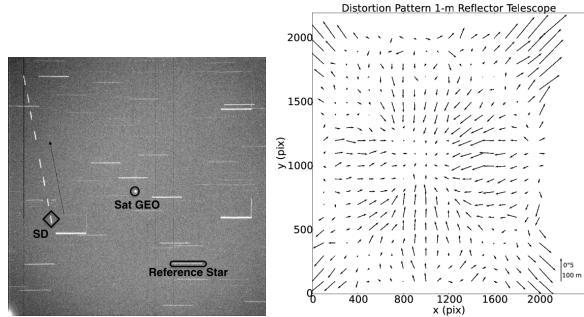 Sat GEO
SD
Reference Star
Distortion Pattern 1-m Reflector Telescope
2000
1500
1000
500
0
y (pix)
0 400 800 1200 1600 2000
x (pix)
0"5
100 m